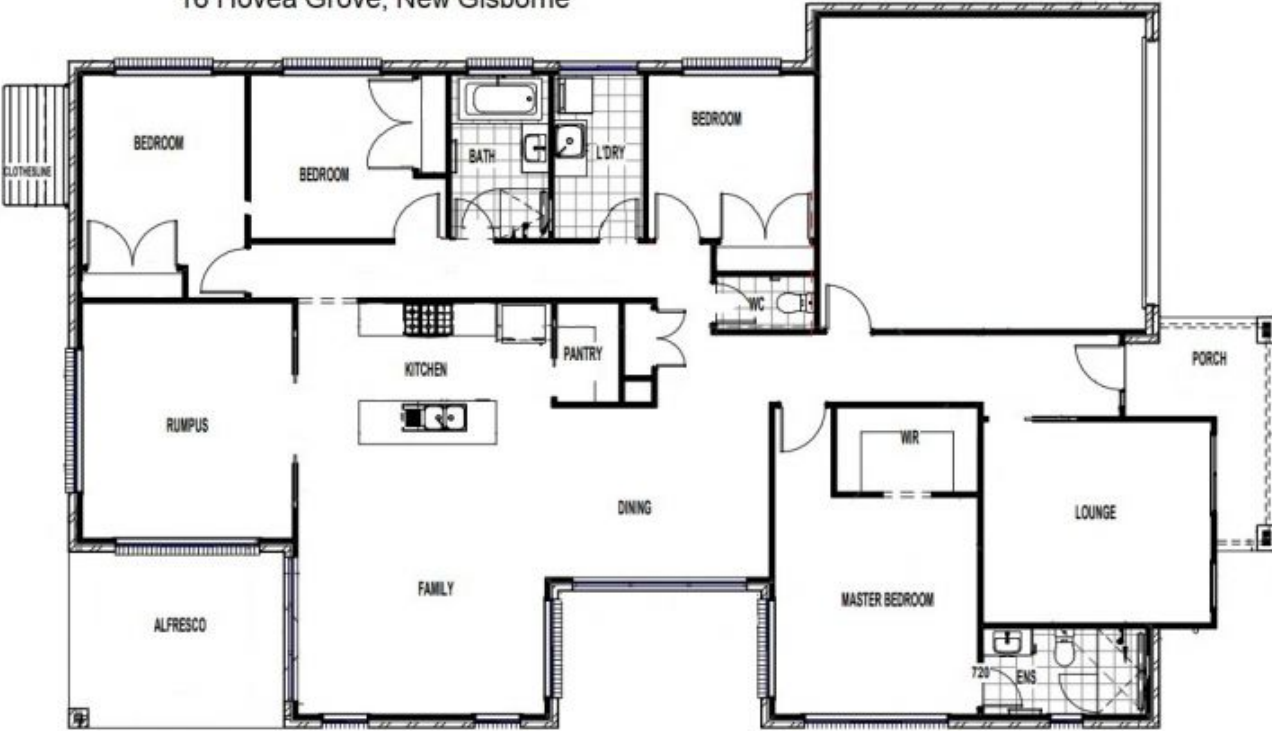 16 Hovea Grove, New Gisborne
BEDROOM
BEDROOM
BATH
L'DRY
BEDROOM
CLOTHESLINE
WC
PORCH
KITCHEN
PANTRY
RUMPUS
WIR
DINING
LOUNGE
FAMILY
MASTER BEDROOM
ALFRESCO
720
ENS